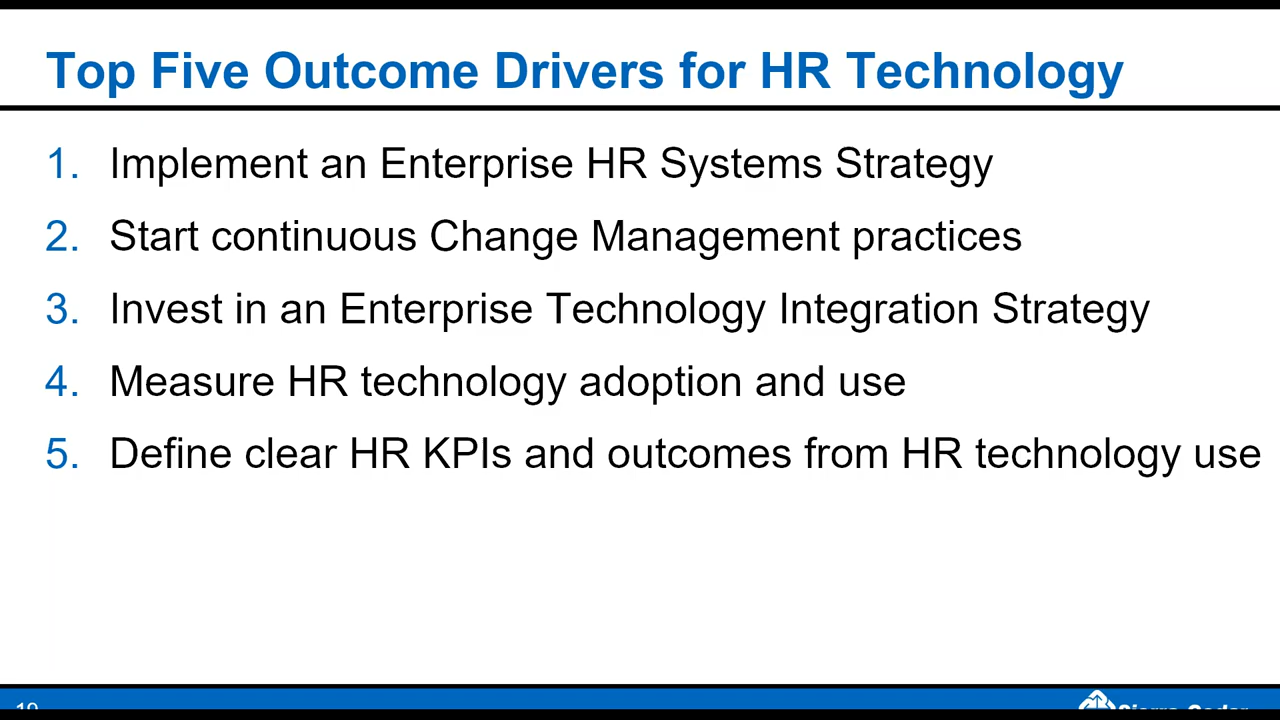 Top Five Outcome Drivers for HR Technology
1. Implement an Enterprise HR Systems Strategy
2. Start continuous Change Management practices
3. Invest in an Enterprise Technology Integration Strategy
4. Measure HR technology adoption and use
5. Define clear HR KPIs and outcomes from HR technology use